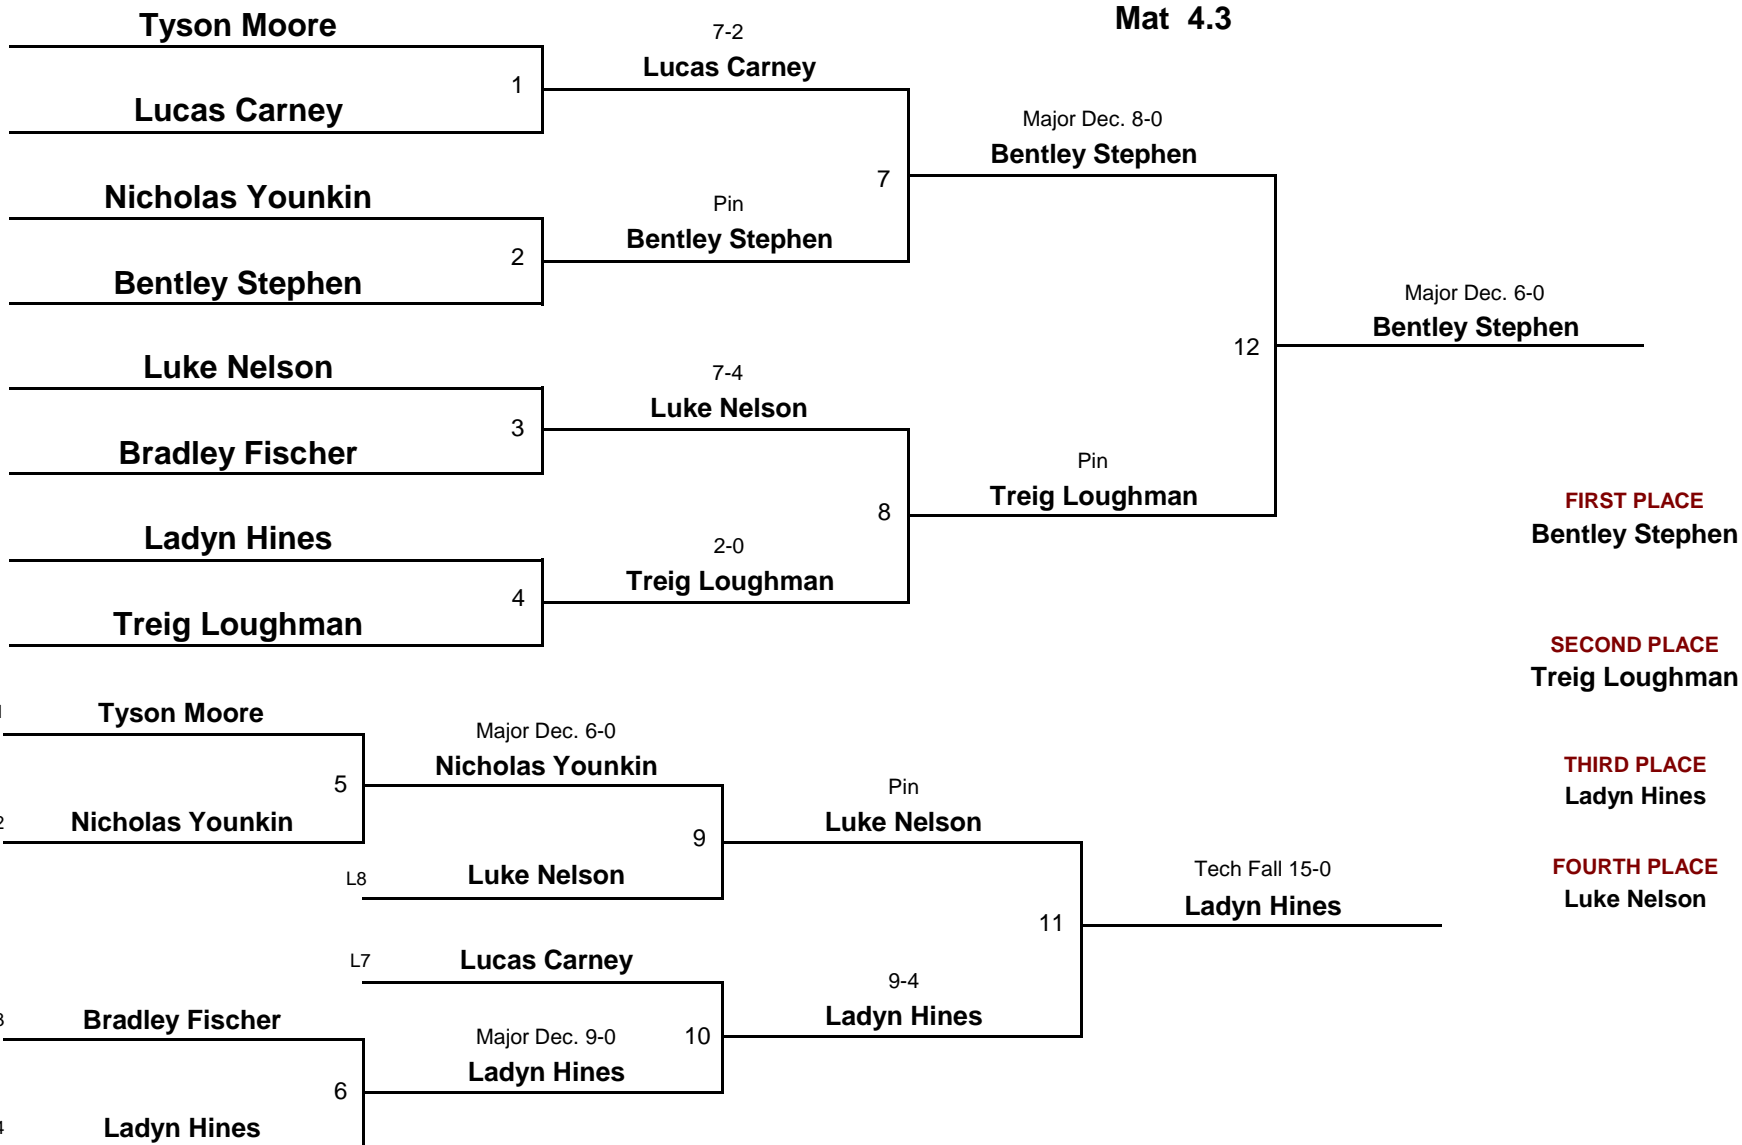 Mat 4.3
Tyson Moore
1
Lucas Carney
7-2
Lucas Carney
Nicholas Younkin
2
Bentley Stephen
Pin
Bentley Stephen
7
Major Dec. 8-0
Bentley Stephen
Luke Nelson
3
Bradley Fischer
7-4
Luke Nelson
Ladyn Hines
4
Treig Loughman
2-0
Treig Loughman
8
Pin
Treig Loughman
12
Major Dec. 6-0
Bentley Stephen
FIRST PLACE
Bentley Stephen
SECOND PLACE
Treig Loughman
THIRD PLACE
Ladyn Hines
FOURTH PLACE
Luke Nelson
Tyson Moore
5
2
Nicholas Younkin
Major Dec. 6-0
Nicholas Younkin
9
L8
Luke Nelson
Pin
Luke Nelson
L7
Lucas Carney
3
Bradley Fischer
6
4
Ladyn Hines
Major Dec. 9-0
Ladyn Hines
10
9-4
Ladyn Hines
11
Tech Fall 15-0
Ladyn Hines